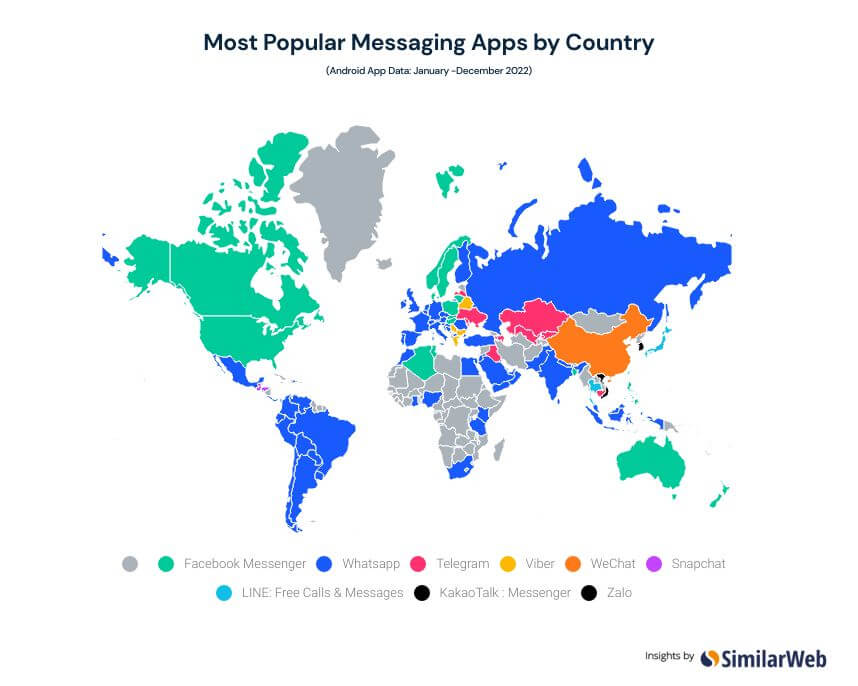 Most Popular Messaging Apps by Country
(Android App Data: January -December 2022)
Facebook Messenger Whatsapp Telegram Viber WeChat Snapchat
LINE: Free Calls & Messages KakaoTalk : Messenger Zalo
Insights by SimilarWeb